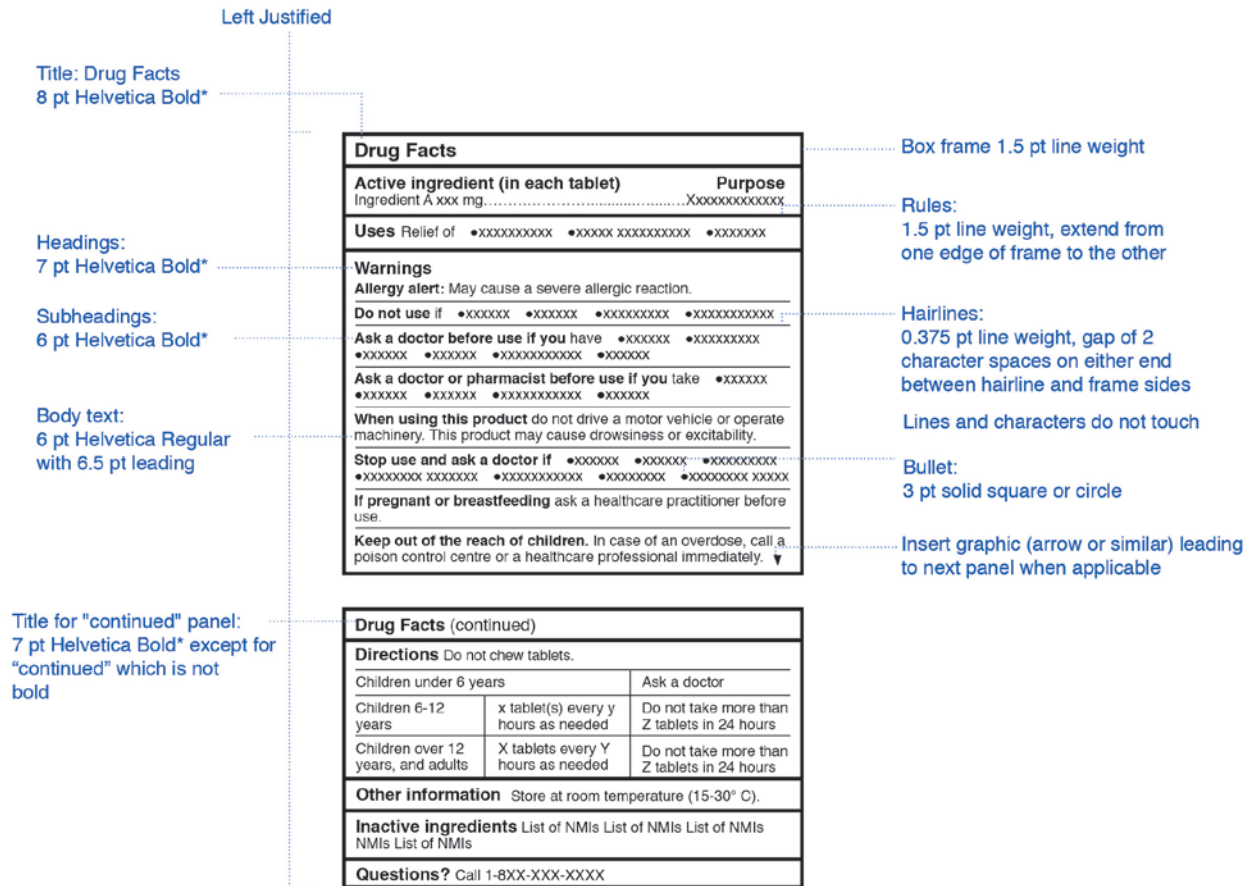 Left Justified
Title: Drug Facts
8 pt Helvetica Bold*
Headings:
7 pt Helvetica Bold*
Subheadings:
6 pt Helvetica Bold*
Body text:
6 pt Helvetica Regular
with 6.5 pt leading
Title for "continued" panel:
7 pt Helvetica Bold* except for
“continued” which is not
bold
Drug Facts
Active ingredient (in each tablet) Purpose
Ingredient A xxx mg......................................................Xxxxxxxxxxxxx
Uses Relief of ●xxxxxxxxxx ●xxxxx xxxxxxxxxx ●xxxxxxx
Warnings
Allergy alert: May cause a severe allergic reaction.
Do not use if ●xxxxxx ●xxxxxx ●xxxxxxxxx ●xxxxxxxxxxx
Ask a doctor before use if you have ●xxxxxx ●xxxxxxxxx
●xxxxxx ●xxxxxx ●xxxxxxxxxxx ●xxxxxx
Ask a doctor or pharmacist before use if you take ●xxxxxx
●xxxxxx ●xxxxxx ●xxxxxxxxxxx ●xxxxxx
When using this product do not drive a motor vehicle or operate
machinery. This product may cause drowsiness or excitability.
Stop use and ask a doctor if ●xxxxxx ●xxxxxx ●xxxxxxxxx
●xxxxxxxx xxxxxxx ●xxxxxxxxxxx ●xxxxxxxx ●xxxxxxxx xxxxx
If pregnant or breastfeeding ask a healthcare practitioner before
use.
Keep out of the reach of children. In case of an overdose, call a
poison control centre or a healthcare professional immediately.
Drug Facts (continued)
Directions Do not chew tablets.
Children under 6 years Ask a doctor
Children 6-12 x tablet(s) every y Do not take more than
years hours as needed Z tablets in 24 hours
Children over 12 X tablets every Y Do not take more than
years, and adults hours as needed Z tablets in 24 hours
Other information Store at room temperature (15-30° C).
Inactive ingredients List of NMIs List of NMIs List of NMIs
NMIs List of NMIs
Questions? Call 1-8XX-XXX-XXXX
Box frame 1.5 pt line weight
Rules:
1.5 pt line weight, extend from
one edge of frame to the other
Hairlines:
0.375 pt line weight, gap of 2
character spaces on either end
between hairline and frame sides
Lines and characters do not touch
Bullet:
3 pt solid square or circle
Insert graphic (arrow or similar) leading
to next panel when applicable